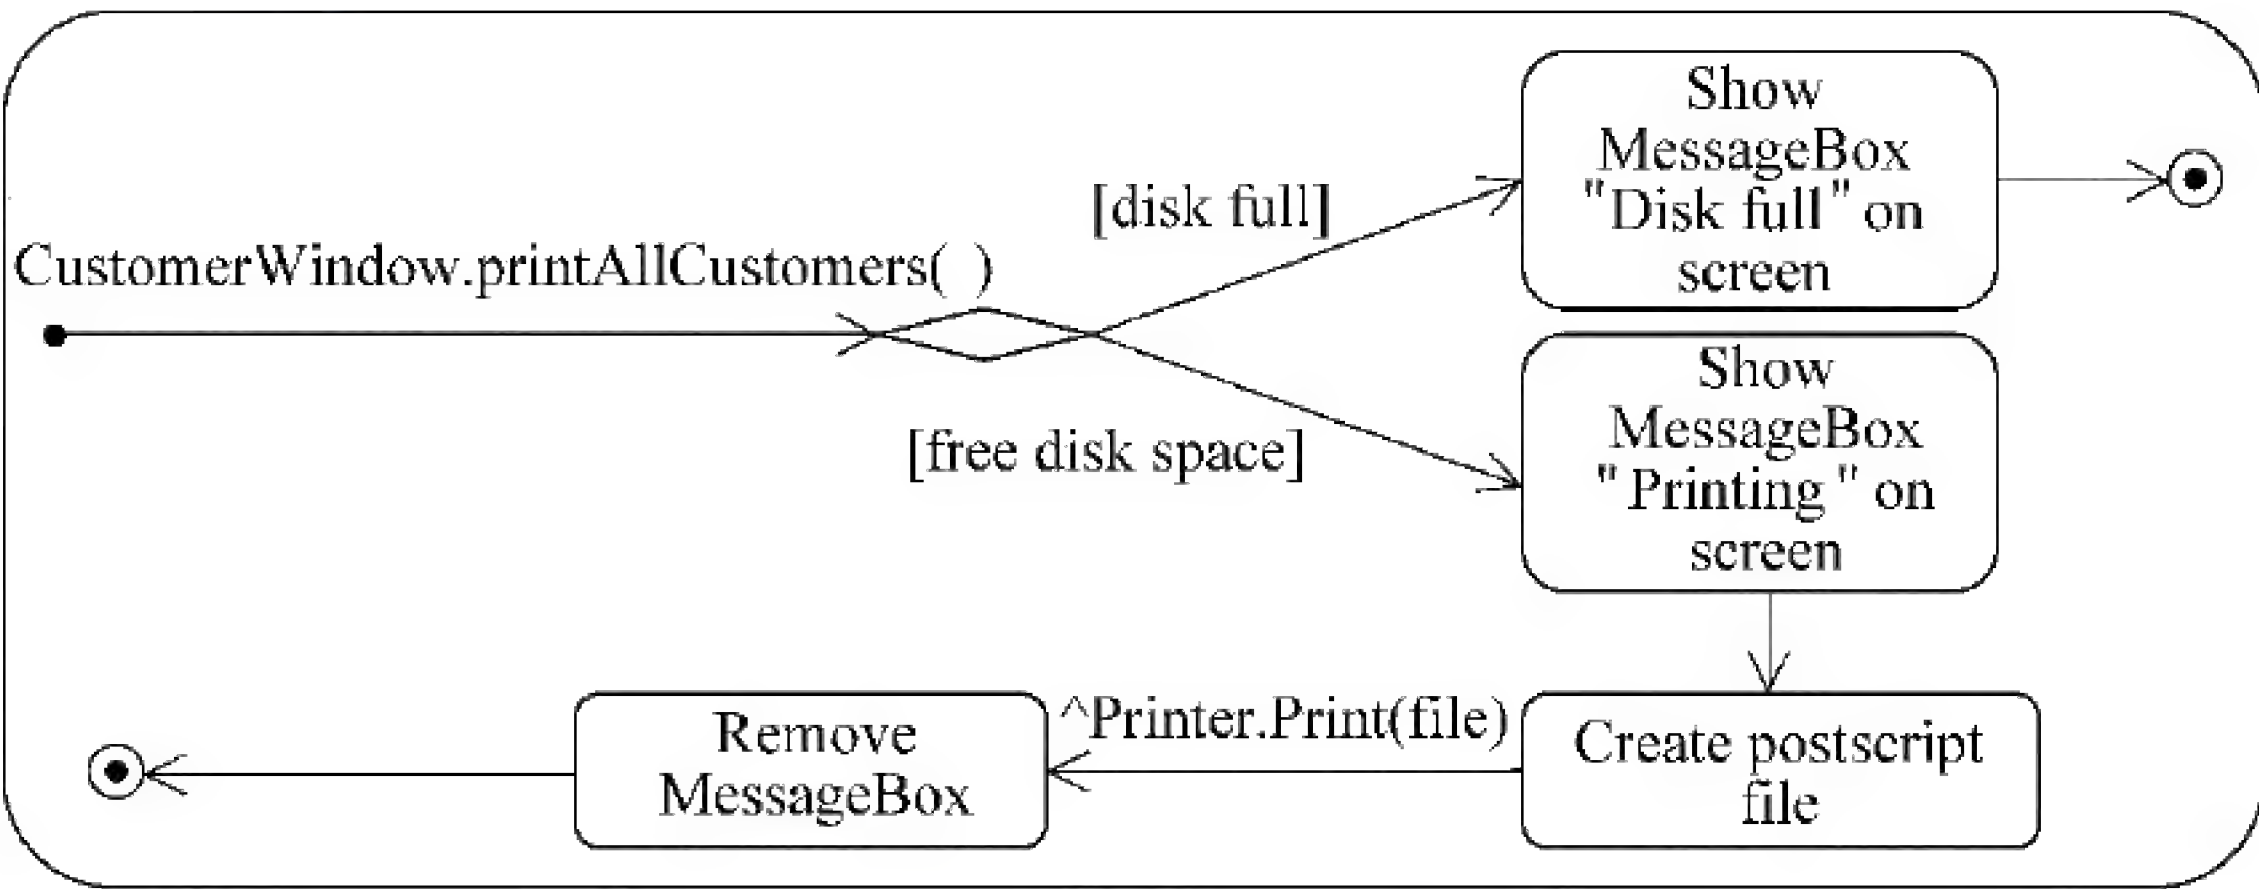 Show
MessageBox
"Disk full" on
screen
[disk full]
CustomerWindow.printAllCustomers( )
[free disk space]
Show
MessageBox
"Printing" on
screen
Remove
MessageBox
^Printer.Print(file)
Create postscript
file